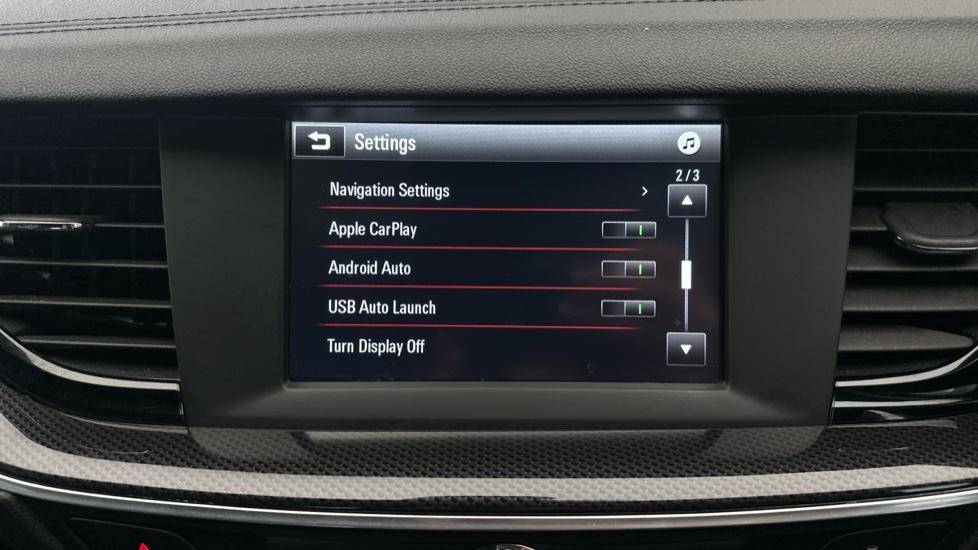 Settings
2/3
Navigation Settings
Apple CarPlay
Android Auto
USB Auto Launch
Turn Display Off